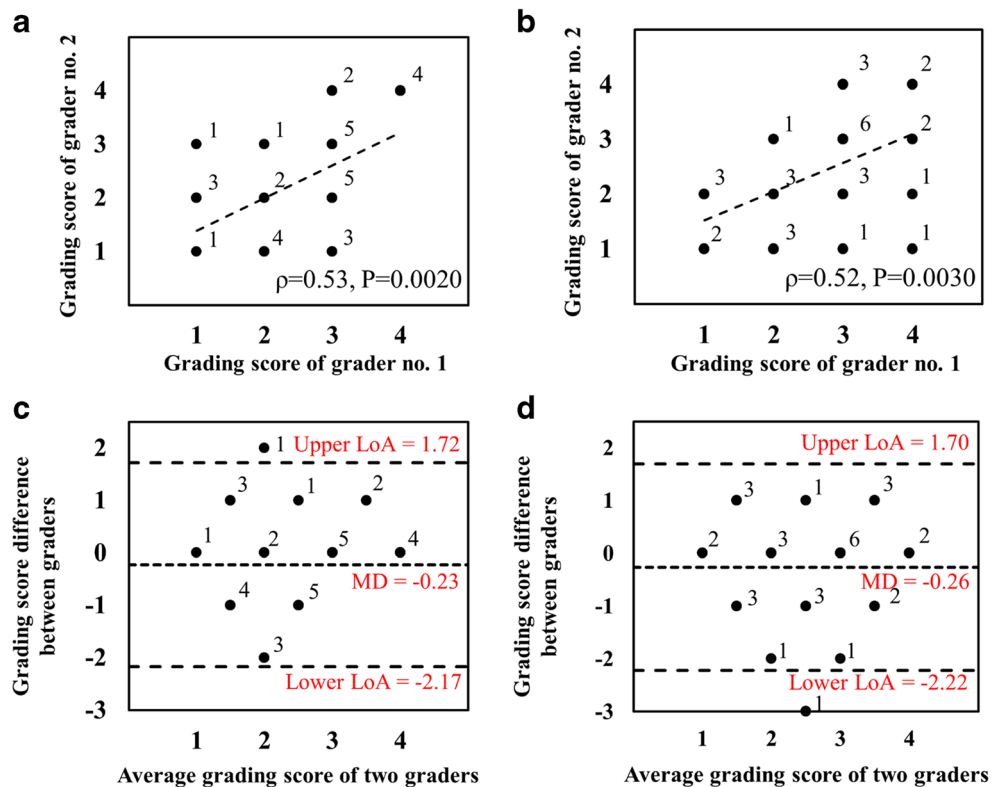 a
Grading score of grader no. 2
4
3
2
1
2
4
1
1
5
3
2
5
1
4
3
ρ=0.53, P=0.0020
1 2 3 4
Grading score of grader no. 1
b
Grading score of grader no. 2
4
3
2
1
3
2
1
6
2
3
3
3
1
2
3
1
1
ρ=0.52, P=0.0030
1 2 3 4
Grading score of grader no. 1
c
Grading score difference
between graders
2
1
0
-1
-2
-3
1
Upper LoA = 1.72
3
1
2
1
2
5
4
MD = -0.23
4
5
3
Lower LoA = -2.17
1 2 3 4
Average grading score of two graders
d
Grading score difference
between graders
2
1
0
-1
-2
-3
Upper LoA = 1.70
3
1
3
2
3
6
2
MD = -0.26
3
3
2
1
1
Lower LoA = -2.22
1
1 2 3 4
Average grading score of two graders